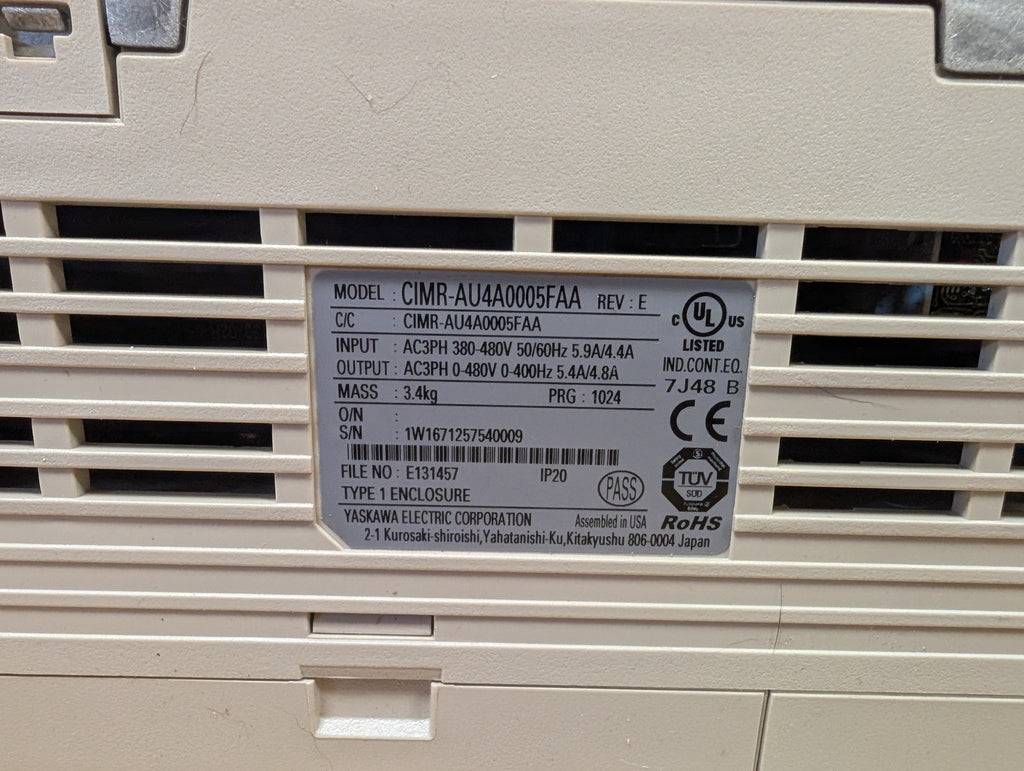 MODEL : CIMR-AU4A0005FAA REV : E
C/C : CIMR-AU4A0005FAA
INPUT : AC3PH 380-480V 50/60Hz 5.9A/4.4A
OUTPUT : AC3PH 0-480V 0-400Hz 5.4A/4.8A
MASS : 3.4kg PRG : 1024
O/N :
S/N : 1W1671257540009
FILE NO : E131457 IP20
TYPE 1 ENCLOSURE
PASS
YASKAWA ELECTRIC CORPORATION Assembled in USA
2-1 Kurosaki-shiroishi,Yahatanishi-Ku,Kitakyushu 806-0004 Japan
C UL US
LISTED
IND.CONT.EQ.
7J48 B
CE
TÜV
SÜD
RoHS